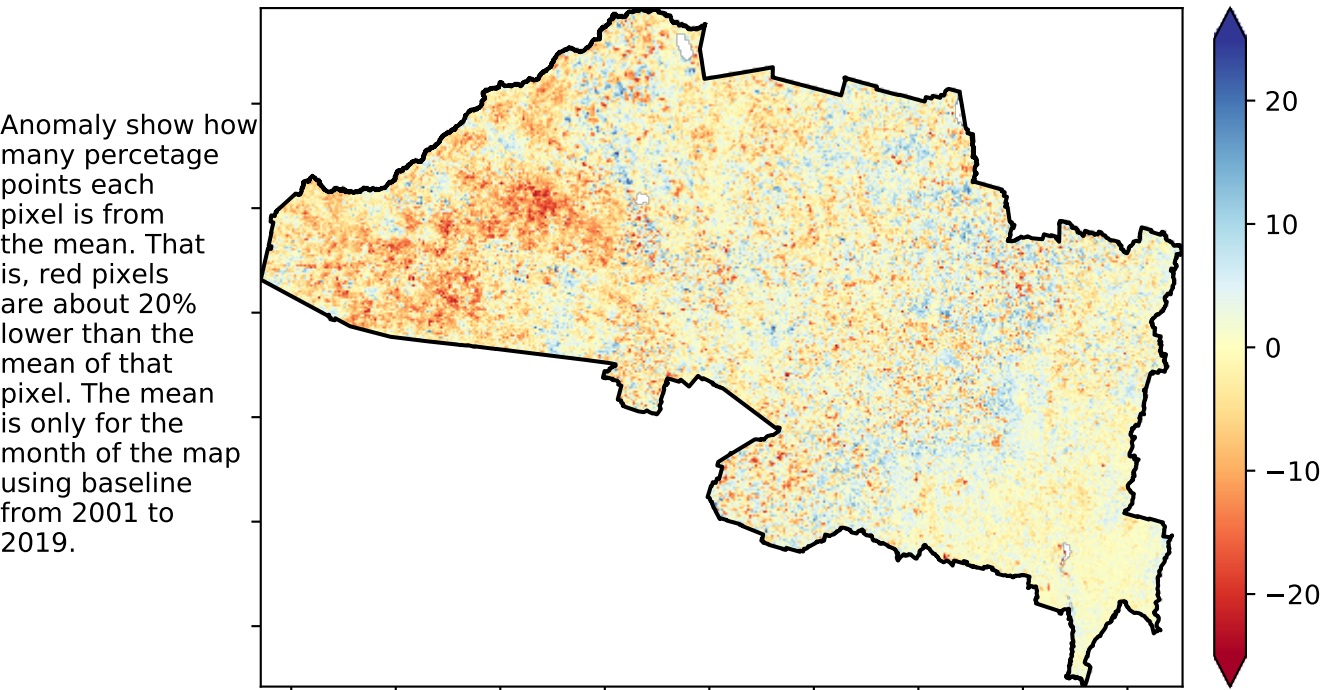 Anomaly show how
many percetage
points each
pixel is from
the mean. That
is, red pixels
are about 20%
lower than the
mean of that
pixel. The mean
is only for the
month of the map
using baseline
from 2001 to
2019.
20
10
0
−10
−20